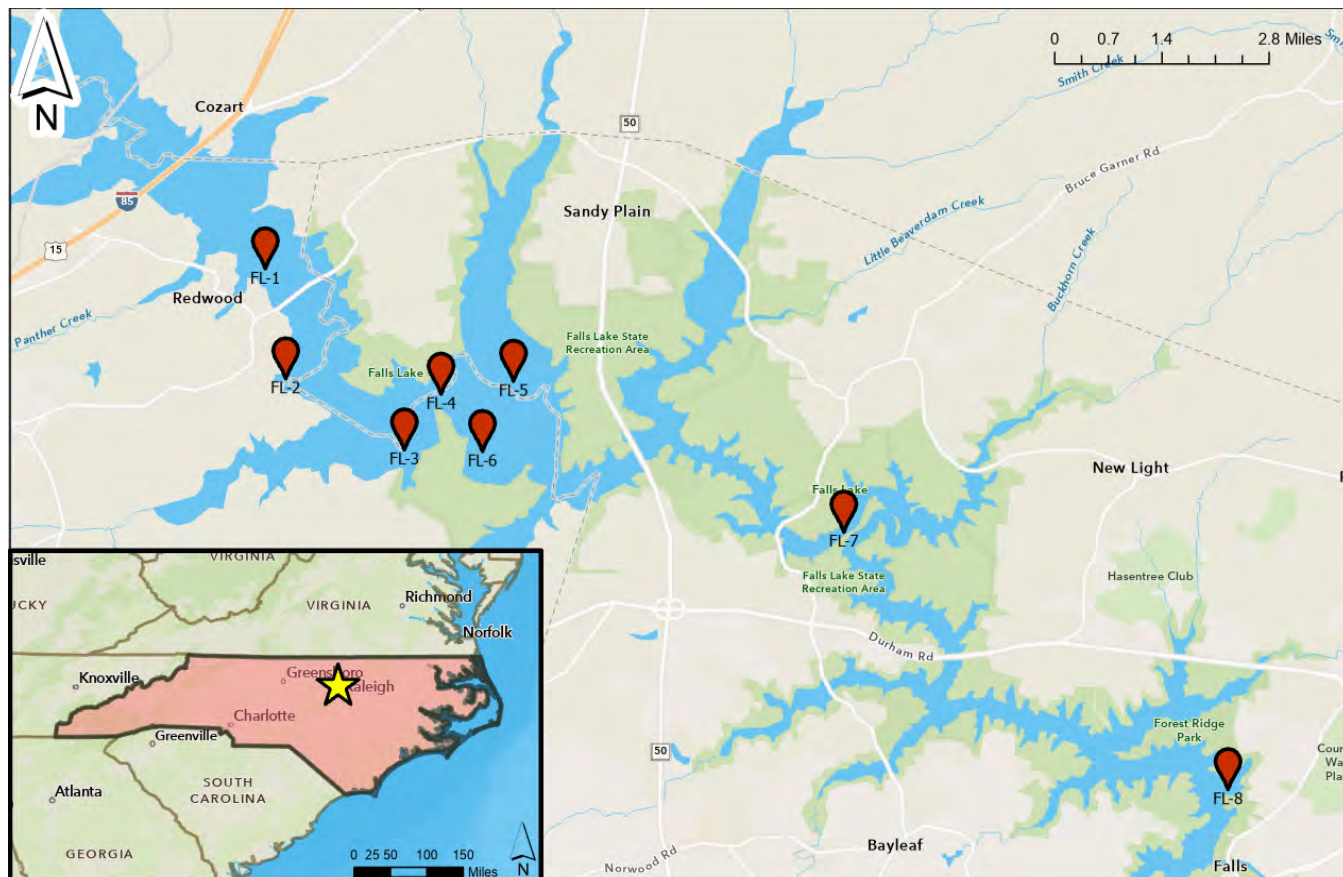 N
0 0.7 1.4 2.8 Miles
Smith Creek
Cozart
50
Bruce Garner Rd
85
Sandy Plain
Little Beaverdam Creek
Buckhorn Creek
15
FL-1
Redwood
Panther Creek
Falls Lake State
Recreation Area
FL-2
Falls Lake
FL-4
FL-5
FL-3
FL-6
New Light
Falls Lake
FL-7
Falls Lake State
Recreation Area
Hasentree Club
Durham Rd
50
Forest Ridge
Park
FL-8
Bayleaf
Norwood Rd
Falls
VIRGINIA
VIRGINIA
Richmond
Norfolk
Knoxville
Greensboro
Raleigh
Charlotte
Greenville
SOUTH
CAROLINA
Atlanta
GEORGIA
N
0 25 50 100 150
Miles